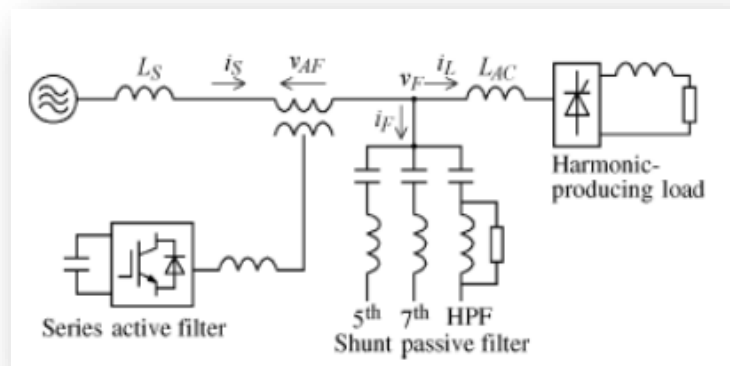 L_S
i_S
v_AF
v_F
i_L
L_AC
i_F
Harmonic-
producing load
Series active filter
5th 7th HPF
Shunt passive filter